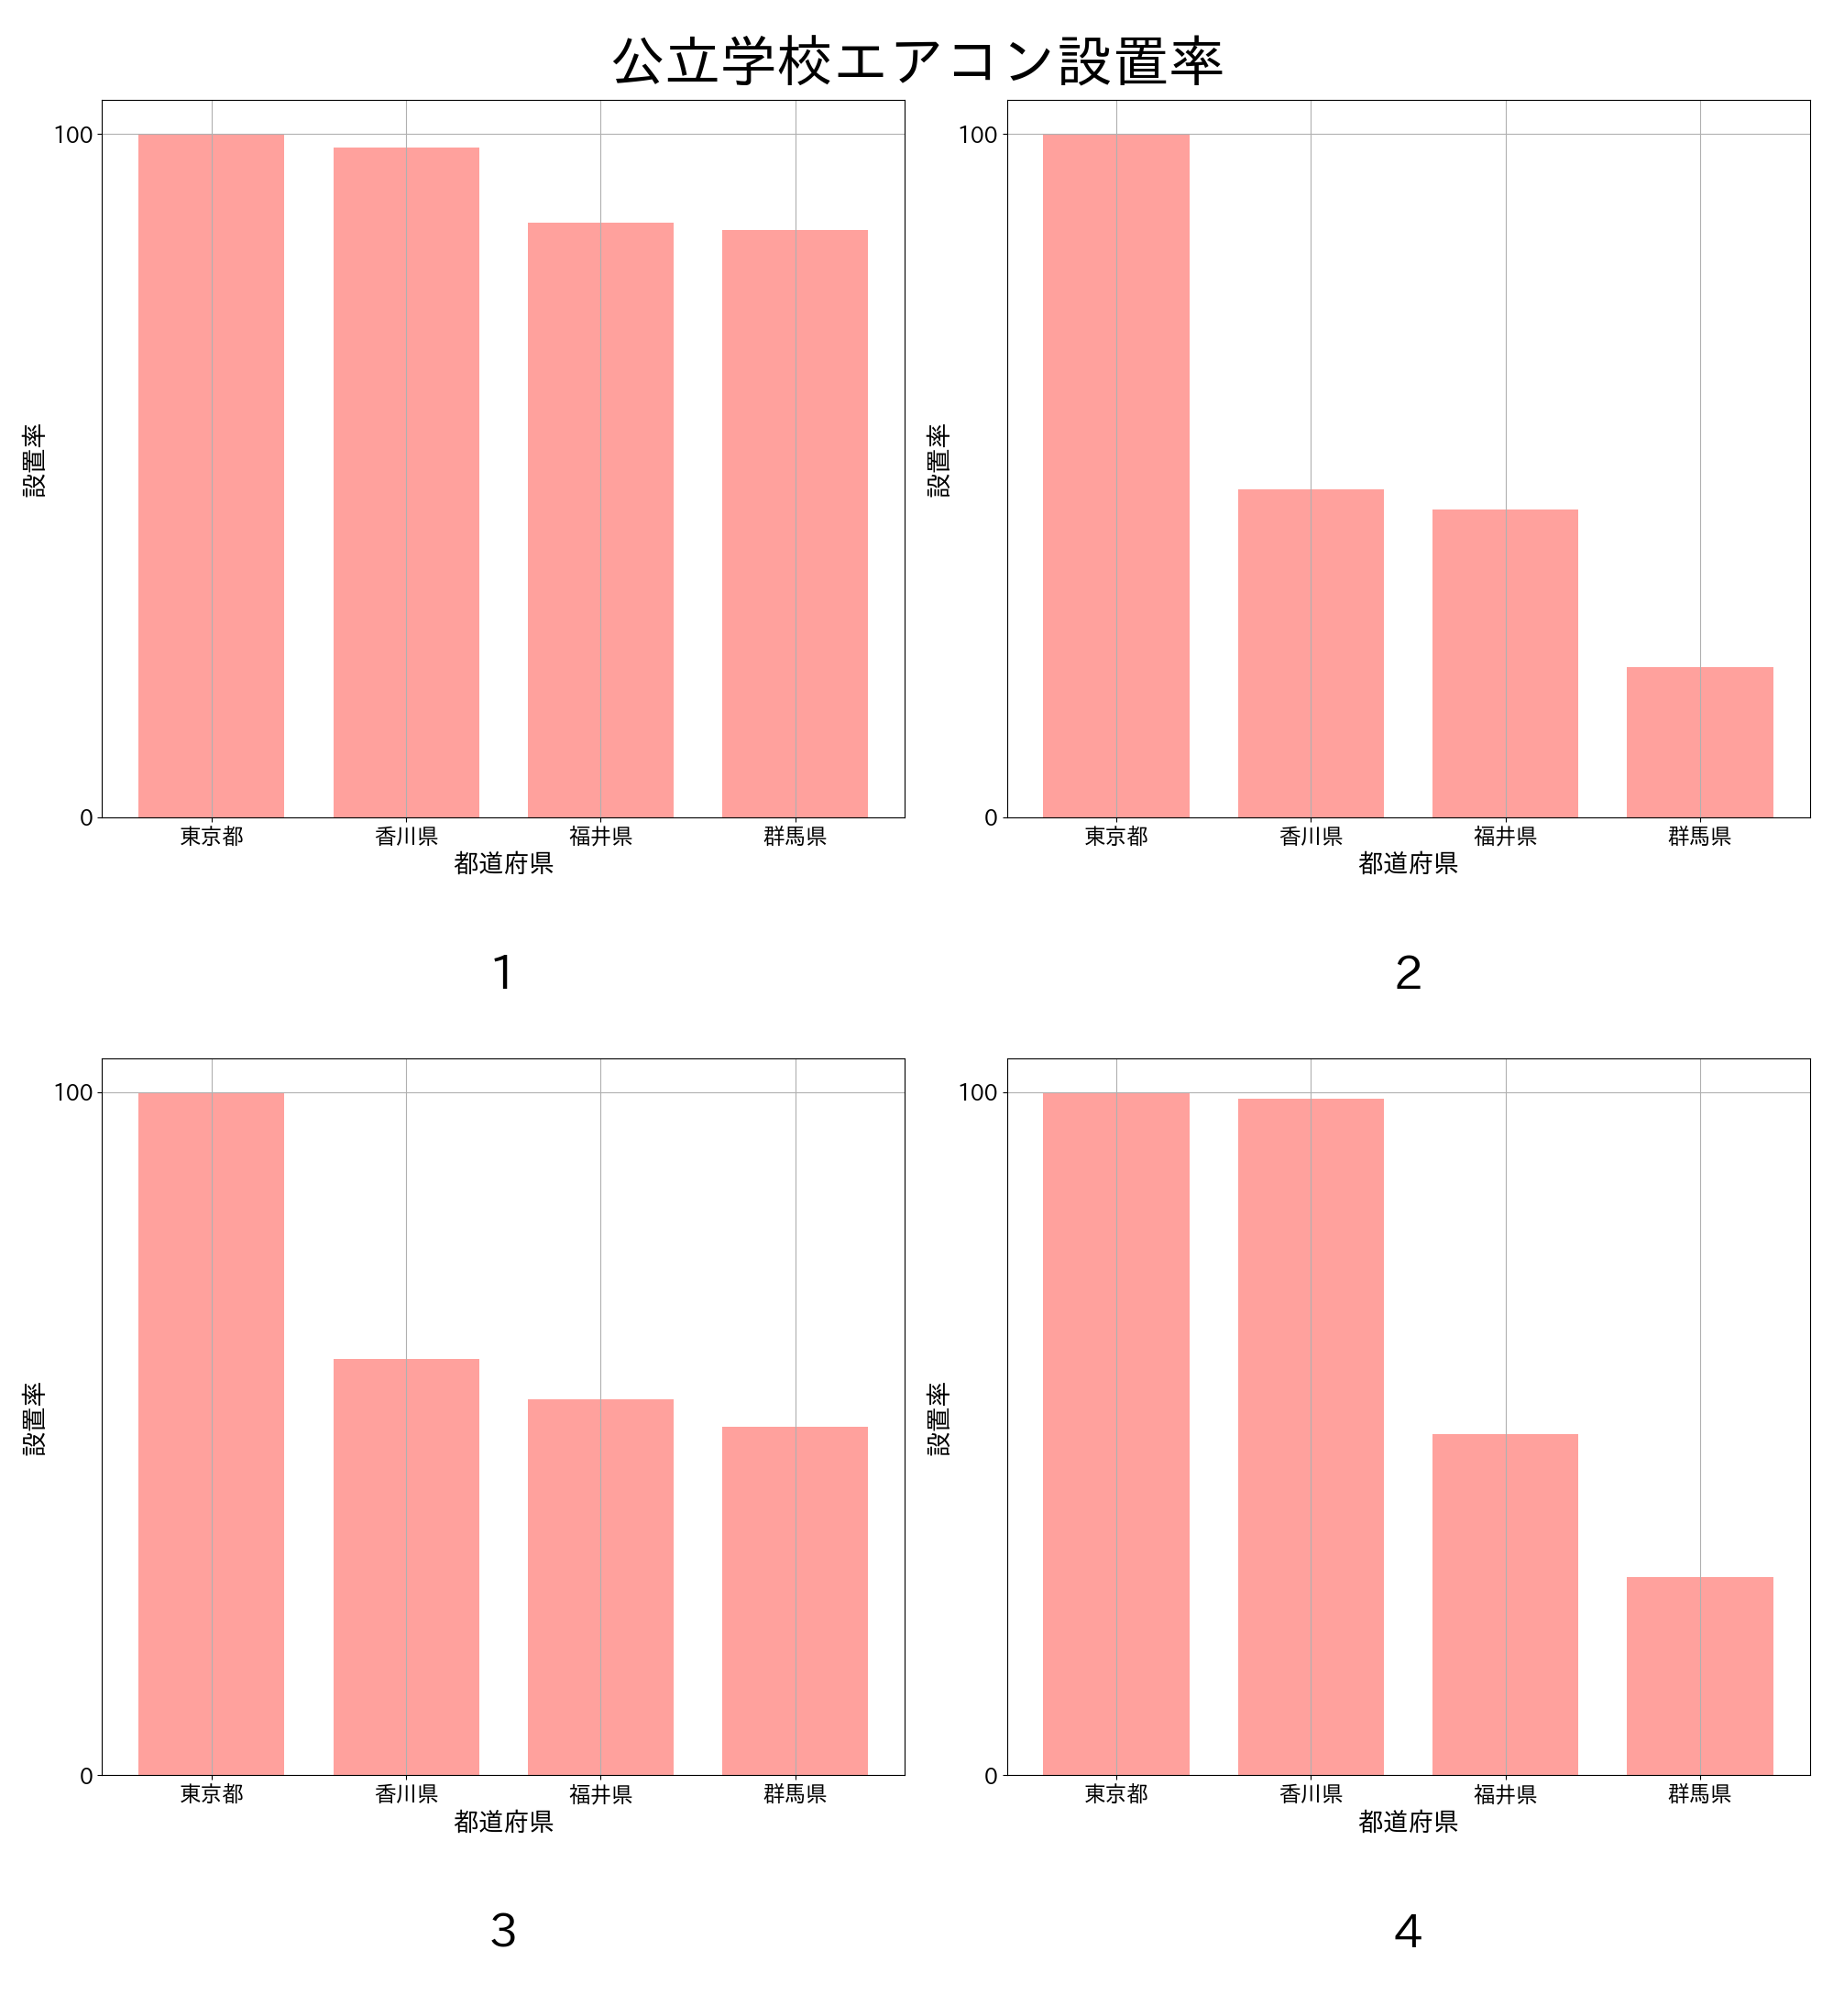 公立学校エアコン設置率
100
0
設置率
東京都 香川県 福井県 群馬県
都道府県
1
100
0
設置率
東京都 香川県 福井県 群馬県
都道府県
2
100
0
設置率
東京都 香川県 福井県 群馬県
都道府県
3
100
0
設置率
東京都 香川県 福井県 群馬県
都道府県
4